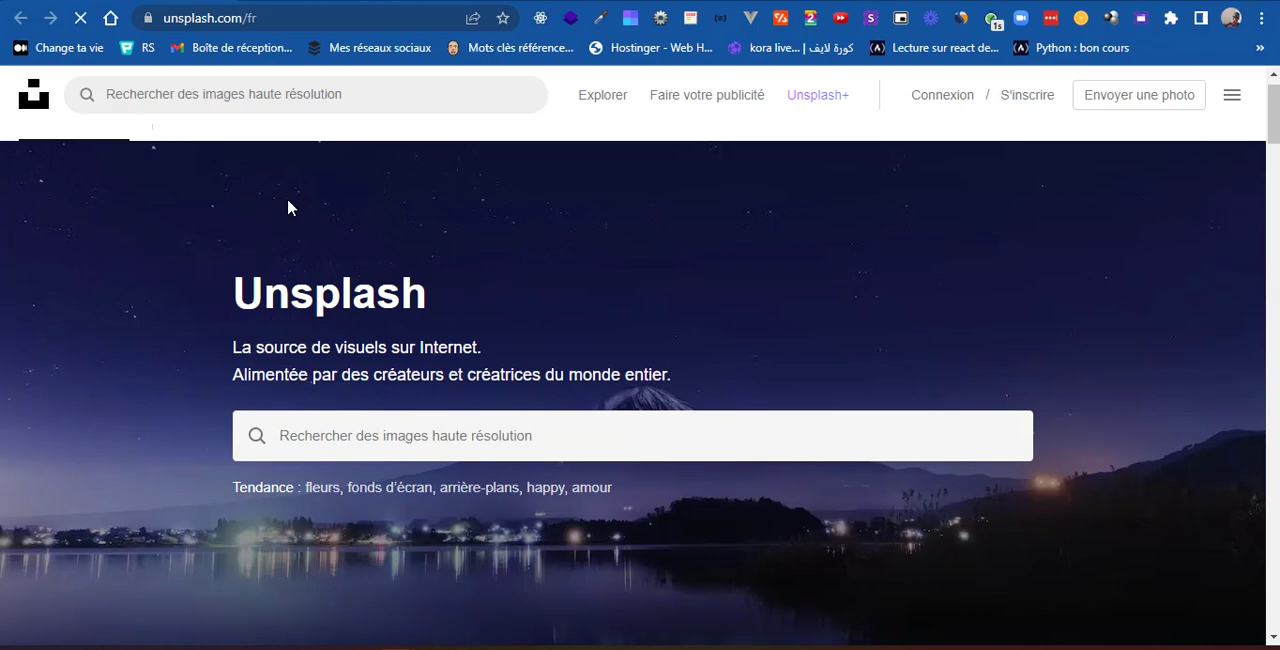 unsplash.com/fr
1s
Change ta vie
RS
Boîte de réception...
Mes réseaux sociaux
Mots clès référence...
Hostinger - Web H...
kora live... | كورة لايف
Lecture sur react de...
Python : bon cours
»
Rechercher des images haute résolution
Explorer
Faire votre publicité
Unsplash+
Connexion / S'inscrire
Envoyer une photo
Unsplash
La source de visuels sur Internet.
Alimentée par des créateurs et créatrices du monde entier.
Rechercher des images haute résolution
Tendance : fleurs, fonds d'écran, arrière-plans, happy, amour